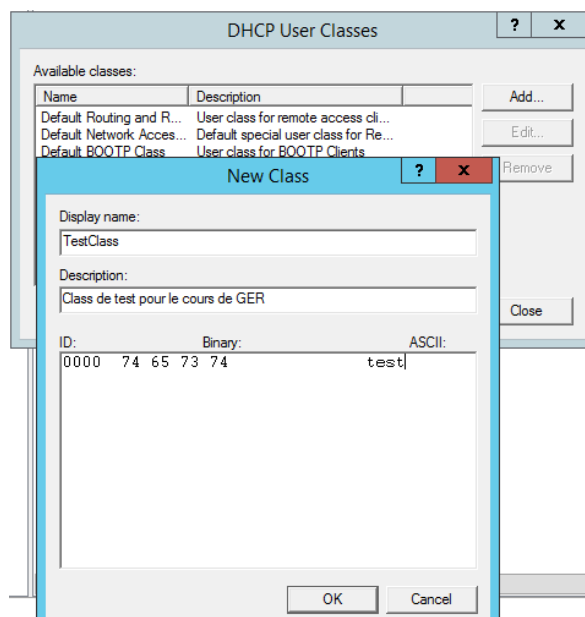 DHCP User Classes
? x
Available classes:
Name Description
Add...
Default Routing and R... User class for remote access cli...
Default Network Acces... Default special user class for Re...
Edit...
Default BOOTP Class User class for BOOTP Clients
Remove
New Class
? x
Display name:
TestClass
Description:
Class de test pour le cours de GER
Close
ID: Binary: ASCII:
0000 74 65 73 74 test
OK Cancel